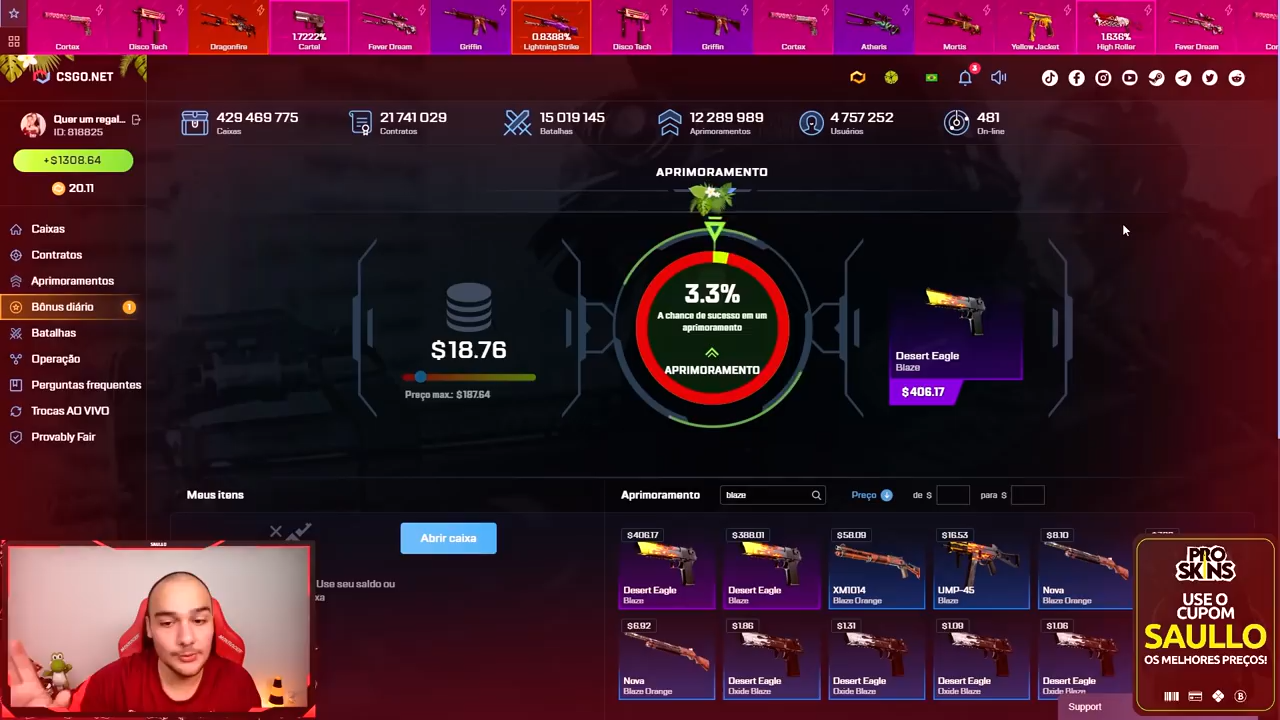 Cortex
Disco Tech
Dragonfire
1.7222%
Cartel
Fever Dream
Griffin
0.8388%
Lightning Strike
Disco Tech
Griffin
Cortex
Atheris
Mortis
Yellow Jacket
1.636%
High Roller
Fever Dream
CSGO.NET
3
Quer um regal...
ID: 818825
+$1308.64
20.11
429 469 775
Caixas
21 741 029
Contratos
15 019 145
Batalhas
12 289 989
Aprimoramentos
4 757 252
Usuários
481
On-line
Caixas
Contratos
Aprimoramentos
Bônus diário
1
Batalhas
Operação
Perguntas frequentes
Trocas AO VIVO
Provably Fair
APRIMORAMENTO
$18.76
Preço max.: $187.64
3.3%
A chance de sucesso em um
aprimoramento
APRIMORAMENTO
Desert Eagle
Blaze
$406.17
Meus itens
Abrir caixa
Use seu saldo ou
xa
Aprimoramento
blaze
Preço
de $
para $
$406.17
Desert Eagle
Blaze
$388.01
Desert Eagle
Blaze
$58.09
XM1014
Blaze Orange
$16.53
UMP-45
Blaze
$8.10
Nova
Blaze Orange
$6.92
Nova
Blaze Orange
$1.86
Desert Eagle
Oxide Blaze
$1.31
Desert Eagle
Oxide Blaze
$1.09
Desert Eagle
Oxide Blaze
$1.06
Desert Eagle
Oxide Blaze
SAULLO
PRO
SKINS
USE O
CUPOM
SAULLO
OS MELHORES PREÇOS!
Support